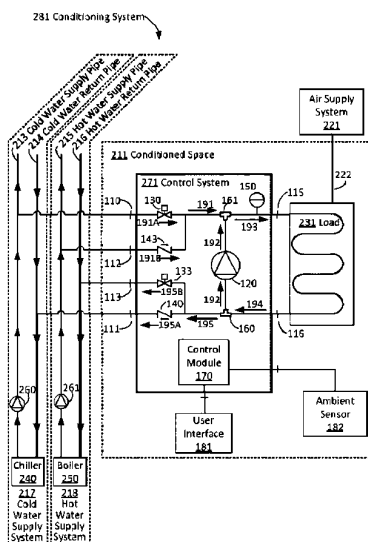 281 Conditioning System
213 Cold Water Supply Pipe
214 Cold Water Return Pipe
215 Hot Water Supply Pipe
216 Hot Water Return Pipe
Air Supply
System
221
222
211 Conditioned Space
271 Control System
150
110
130
191
161
115
191A
193
231 Load
143
112
191B
192
133
120
113
195B
192
194
140
195
111
195A
160
116
Control
Module
170
260
261
User
Interface
181
Ambient
Sensor
182
Chiller
240
Boiler
250
217
Cold
Water
Supply
System
218
Hot
Water
Supply
System